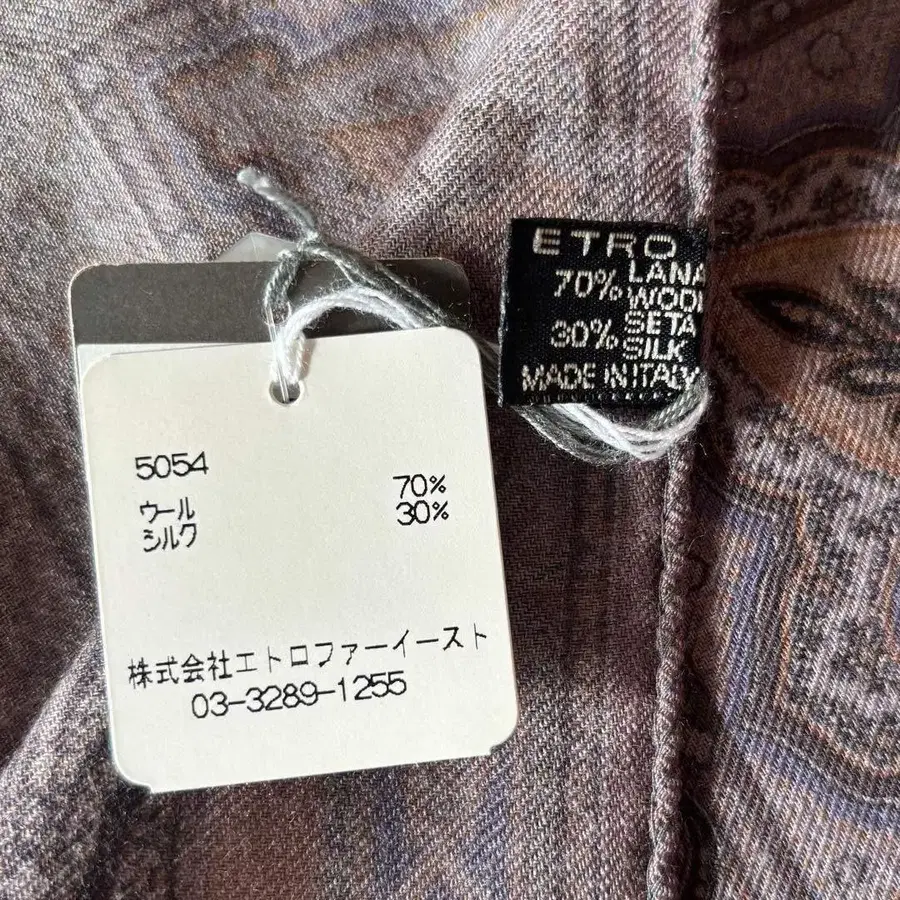 5054
ウール 70%
シルク 30%
株式会社エトロファーイースト
03-3289-1255
ETRO
70% LANA
WOOL
30% SETA
SILK
MADE IN ITALY